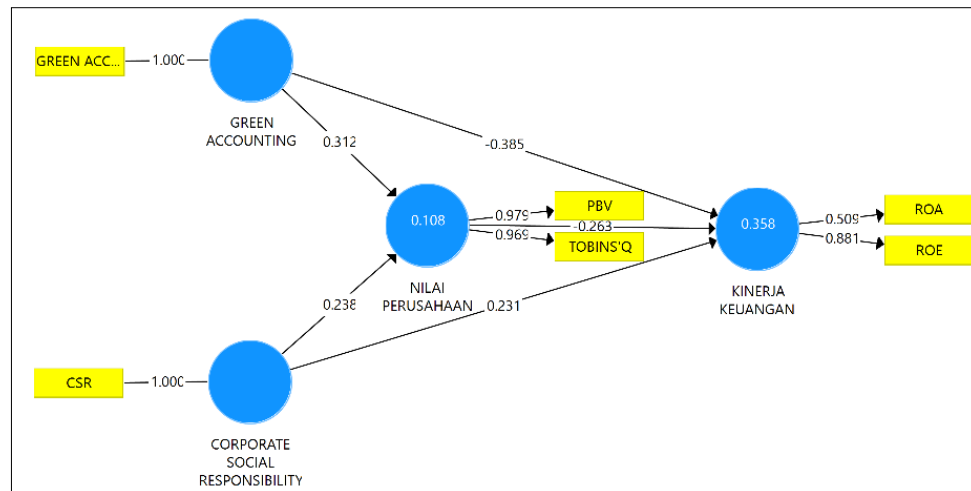 GREEN ACC...
1.000
GREEN
ACCOUNTING
0.312
-0.385
0.108
0.979
PBV
-0.263
0.969
TOBINS'Q
NILAI
PERUSAHAAN
0.358
0.509
ROA
0.881
ROE
KINERJA
KEUANGAN
0.238
0.231
CSR
1.000
CORPORATE
SOCIAL
RESPONSIBILITY